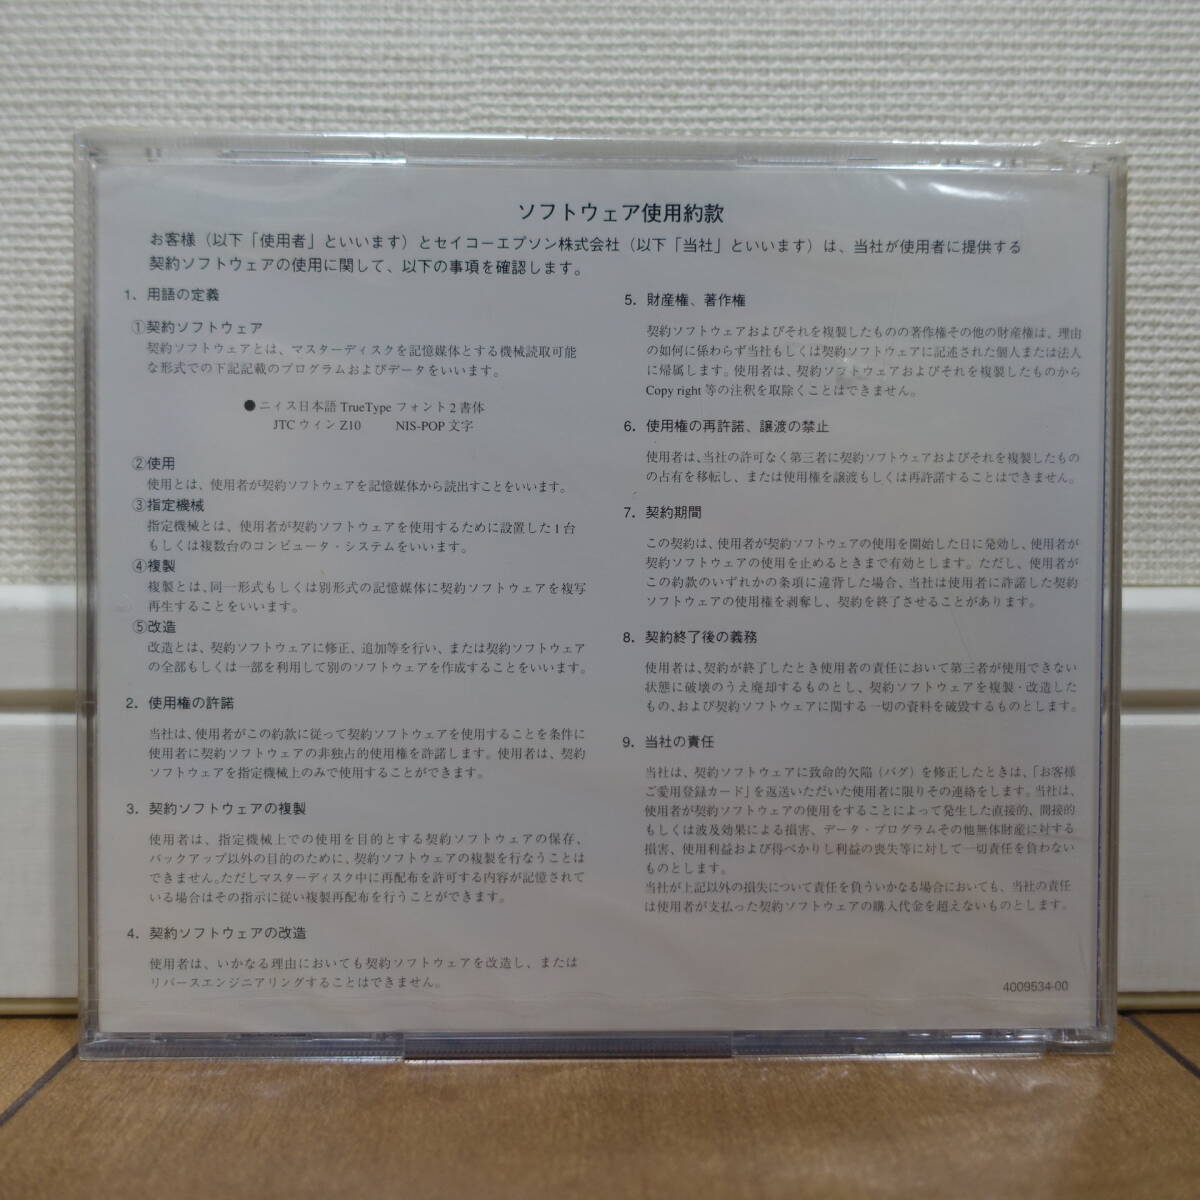 ソフトウェア使用約款
お客様（以下「使用者」といいます）とセイコーエプソン株式会社（以下「当社」といいます）は、当社が使用者に提供する
契約ソフトウェアの使用に関して、以下の事項を確認します。
1．用語の定義
①契約ソフトウェア
契約ソフトウェアとは、マスターディスクを記憶媒体とする機械読取可能
な形式での下記記載のプログラムおよびデータをいいます。
●ニィス日本語 TrueType フォント2書体
JTC ウィン Z10 NIS-POP 文字
②使用
使用とは、使用者が契約ソフトウェアを記憶媒体から読出すことをいいます。
③指定機械
指定機械とは、使用者が契約ソフトウェアを使用するために設置した1台
もしくは複数台のコンピュータ・システムをいいます。
④複製
複製とは、同一形式もしくは別形式の記憶媒体に契約ソフトウェアを複写
再生することをいいます。
⑤改造
改造とは、契約ソフトウェアに修正、追加等を行い、または契約ソフトウェア
の全部もしくは一部を利用して別のソフトウェアを作成することをいいます。
2．使用権の許諾
当社は、使用者がこの約款に従って契約ソフトウェアを使用することを条件に
使用者に契約ソフトウェアの非独占的使用権を許諾します。使用者は、契約
ソフトウェアを指定機械上のみで使用することができます。
3．契約ソフトウェアの複製
使用者は、指定機械上での使用を目的とする契約ソフトウェアの保存、
バックアップ以外の目的のために、契約ソフトウェアの複製を行なうことは
できません。ただしマスターディスク中に再配布を許可する内容が記憶されて
いる場合はその指示に従い複製再配布を行うことができます。
4．契約ソフトウェアの改造
使用者は、いかなる理由においても契約ソフトウェアを改造し、または
リバースエンジニアリングすることはできません。
5．財産権、著作権
契約ソフトウェアおよびそれを複製したものの著作権その他の財産権は、理由
の如何に係わらず当社もしくは契約ソフトウェアに記述された個人または法人
に帰属します。使用者は、契約ソフトウェアおよびそれを複製したものから
Copy right 等の注釈を取除くことはできません。
6．使用権の再許諾、譲渡の禁止
使用者は、当社の許可なく第三者に契約ソフトウェアおよびそれを複製したもの
の占有を移転し、または使用権を譲渡もしくは再許諾することはできません。
7．契約期間
この契約は、使用者が契約ソフトウェアの使用を開始した日に発効し、使用者が
契約ソフトウェアの使用を止めるときまで有効とします。ただし、使用者が
この約款のいずれかの条項に違背した場合、当社は使用者に許諾した契約
ソフトウェアの使用権を剥奪し、契約を終了させることがあります。
8．契約終了後の義務
使用者は、契約が終了したとき使用者の責任において第三者が使用できない
状態に破壊のうえ廃却するものとし、契約ソフトウェアを複製・改造した
もの、および契約ソフトウェアに関する一切の資料を破毀するものとします。
9．当社の責任
当社は、契約ソフトウェアに致命的欠陥（バグ）を修正したときは、「お客様
ご愛用登録カード」を返送いただいた使用者に限りその連絡をします。当社は、
使用者が契約ソフトウェアの使用をすることによって発生した直接的、間接的
もしくは波及効果による損害、データ・プログラムその他無体財産に対する
損害、使用利益および得べかりし利益の喪失等に対して一切責任を負わない
ものとします。
当社が上記以外の損失について責任を負ういかなる場合においても、当社の責任
は使用者が支払った契約ソフトウェアの購入代金を超えないものとします。
4009534-00